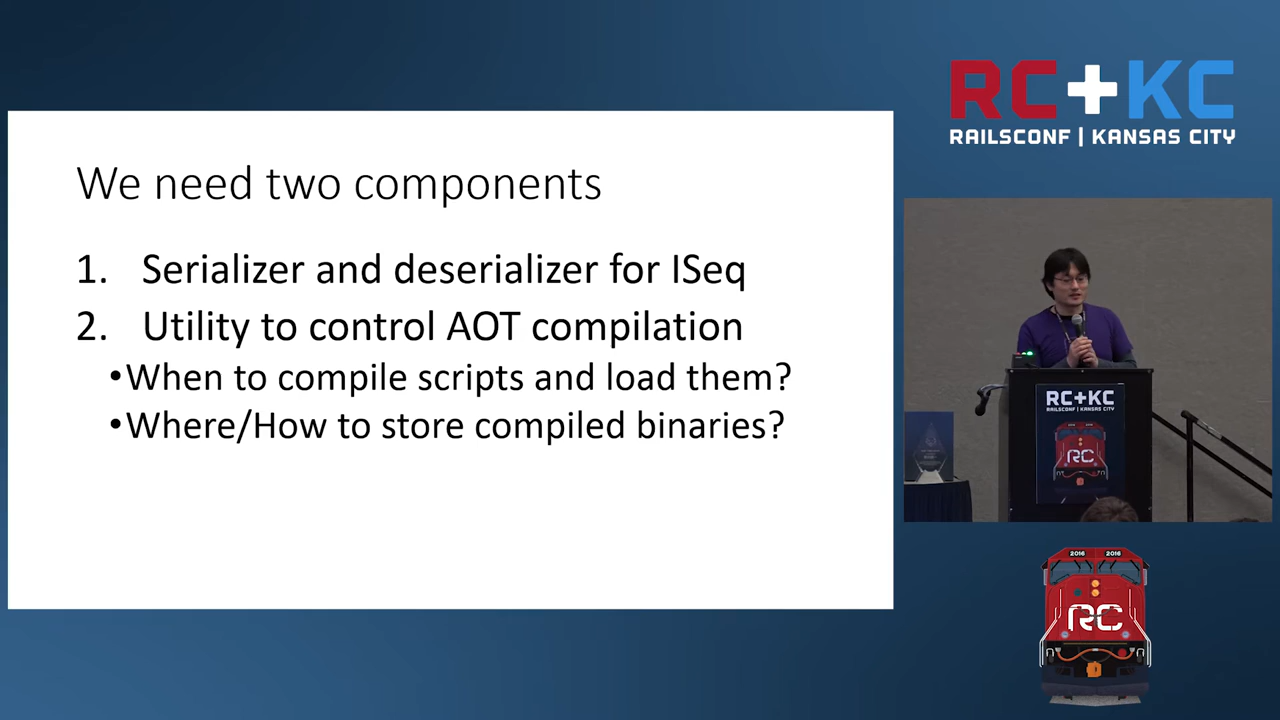 RC+KC
RAILSCONF | KANSAS CITY
We need two components
1. Serializer and deserializer for ISeq
2. Utility to control AOT compilation
•When to compile scripts and load them?
•Where/How to store compiled binaries?
RC+KC
RAILSCONF | KANSAS CITY
RC
2016 2016
RC